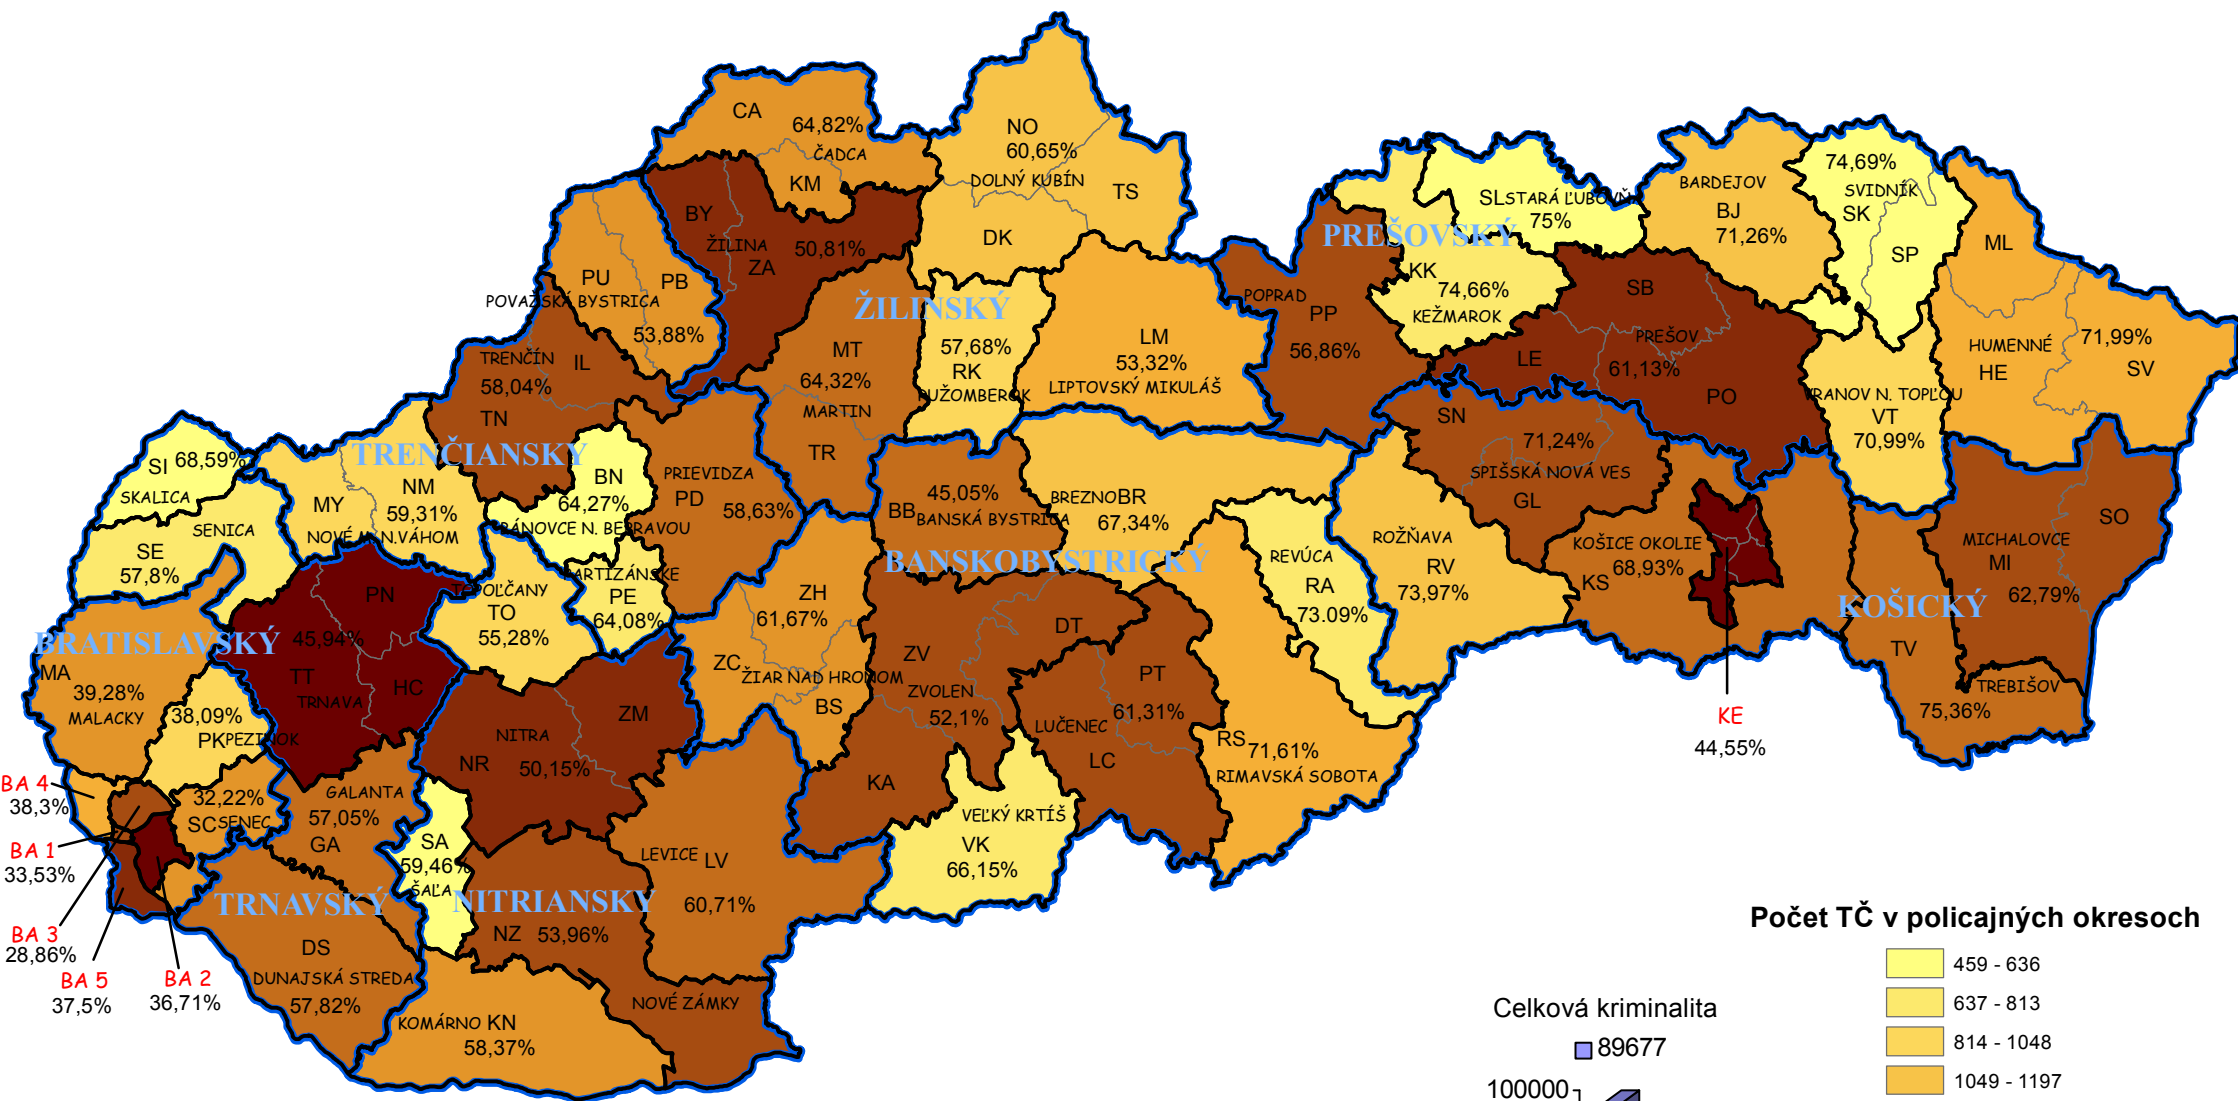 CA
64,82%
ČADCA
KM
NO
60,65%
DOLNÝ KUBÍN
TS
DK
BY
ŽILINA
ZA
50,81%
PU
PB
POVAŽSKÁ BYSTRICA
53,88%
ŽILINSKÝ
TRENČÍN
58,04%
IL
TN
MT
64,32%
MARTIN
TR
57,68%
RK
RUŽOMBEROK
LM
53,32%
LIPTOVSKÝ MIKULÁŠ
PREŠOVSKÝ
SL STARÁ ĽUBOVŇA
75%
BARDEJOV
BJ
71,26%
74,69%
SVIDNÍK
SK
SP
ML
POPRAD
PP
56,86%
KK
74,66%
KEŽMAROK
SB
PREŠOV
LE
61,13%
PO
HUMENNÉ
HE
71,99%
SV
VRANOV N. TOPĽOU
VT
70,99%
TRENČIANSKY
SI 68,59%
SKALICA
SENICA
SE
57,8%
MY
NM
59,31%
NOVÉ M. N.VÁHOM
BN
64,27%
BÁNOVCE N. BEBRAVOU
PRIEVIDZA
PD
58,63%
45,05%
BB BANSKÁ BYSTRICA
BREZNO BR
67,34%
BANSKOBYSTRICKÝ
SN
71,24%
SPIŠSKÁ NOVÁ VES
GL
ROŽŇAVA
RV
73,97%
REVÚCA
RA
73.09%
KOŠICE OKOLIE
KS
68,93%
KOŠICKÝ
MICHALOVCE
MI
62,79%
SO
TV
TREBIŠOV
75,36%
KE
44,55%
PN
45,94%
TT
TRNAVA
HC
TOPOĽČANY
TO
55,28%
PARTIZÁNSKE
PE
64,08%
ZH
61,67%
ZC
ŽIAR NAD HRONOM
BS
ZV
ZVOLEN
52,1%
DT
KA
PT
61,31%
LUČENEC
LC
RS 71,61%
RIMAVSKÁ SOBOTA
BRATISLAVSKÝ
MA
39,28%
MALACKY
38,09%
PK PEZINOK
NITRA
NR
50,15%
ZM
BA 4
38,3%
32,22%
SC SENEC
GALANTA
57,05%
GA
BA 1
33,53%
SA
59,46%
ŠAĽA
LEVICE LV
60,71%
VEĽKÝ KRTÍŠ
VK
66,15%
TRNAVSKÝ
NITRIANSKY
BA 3
28,86%
BA 5
37,5%
BA 2
36,71%
DS
DUNAJSKÁ STREDA
57,82%
NZ 53,96%
NOVÉ ZÁMKY
KOMÁRNO KN
58,37%
Počet TČ v policajných okresoch
459 - 636
637 - 813
814 - 1048
1049 - 1197
Celková kriminalita
89677
100000